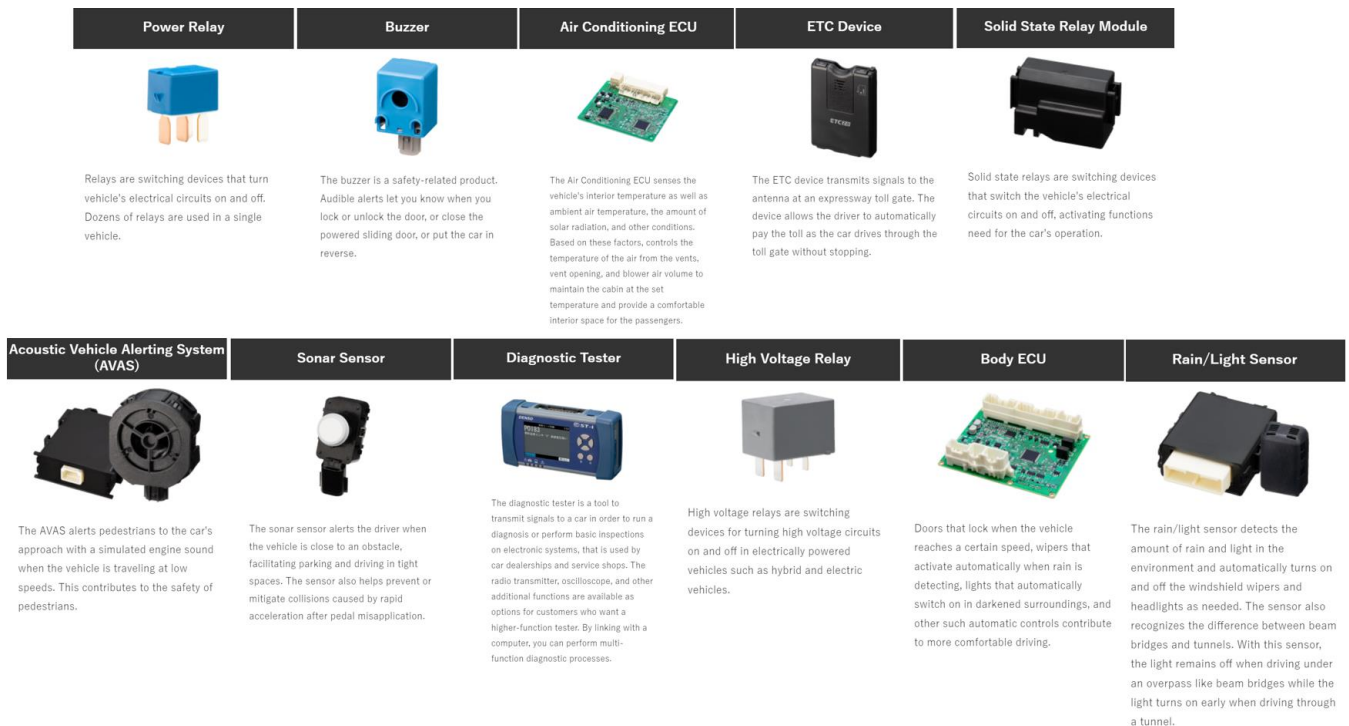 Power Relay
Relays are switching devices that turn
vehicle's electrical circuits on and off.
Dozens of relays are used in a single
vehicle.
Buzzer
The buzzer is a safety-related product.
Audible alerts let you know when you
lock or unlock the door, or close the
powered sliding door, or put the car in
reverse.
Air Conditioning ECU
The Air Conditioning ECU senses the
vehicle's interior temperature as well as
ambient air temperature, the amount of
solar radiation, and other conditions.
Based on these factors, controls the
temperature of the air from the vents,
vent opening, and blower air volume to
maintain the cabin at the set
temperature and provide a comfortable
interior space for the passengers.
ETC Device
The ETC device transmits signals to the
antenna at an expressway toll gate. The
device allows the driver to automatically
pay the toll as the car drives through the
toll gate without stopping.
Solid State Relay Module
Solid state relays are switching devices
that switch the vehicle's electrical
circuits on and off, activating functions
need for the car's operation.
Acoustic Vehicle Alerting System
(AVAS)
The AVAS alerts pedestrians to the car's
approach with a simulated engine sound
when the vehicle is traveling at low
speeds. This contributes to the safety of
pedestrians.
Sonar Sensor
The sonar sensor alerts the driver when
the vehicle is close to an obstacle,
facilitating parking and driving in tight
spaces. The sensor also helps prevent or
mitigate collisions caused by rapid
acceleration after pedal misapplication.
Diagnostic Tester
The diagnostic tester is a tool to
transmit signals to a car in order to run a
diagnosis or perform basic inspections
on electronic systems, that is used by
car dealerships and service shops. The
radio transmitter, oscilloscope, and other
additional functions are available as
options for customers who want a
higher-function tester. By linking with a
computer, you can perform multi-
function diagnostic processes.
High Voltage Relay
High voltage relays are switching
devices for turning high voltage circuits
on and off in electrically powered
vehicles such as hybrid and electric
vehicles.
Body ECU
Doors that lock when the vehicle
reaches a certain speed, wipers that
activate automatically when rain is
detecting, lights that automatically
switch on in darkened surroundings, and
other such automatic controls contribute
to more comfortable driving.
Rain/Light Sensor
The rain/light sensor detects the
amount of rain and light in the
environment and automatically turns on
and off the windshield wipers and
headlights as needed. The sensor also
recognizes the difference between beam
bridges and tunnels. With this sensor,
the light remains off when driving under
an overpass like beam bridges while the
light turns on early when driving through
a tunnel.